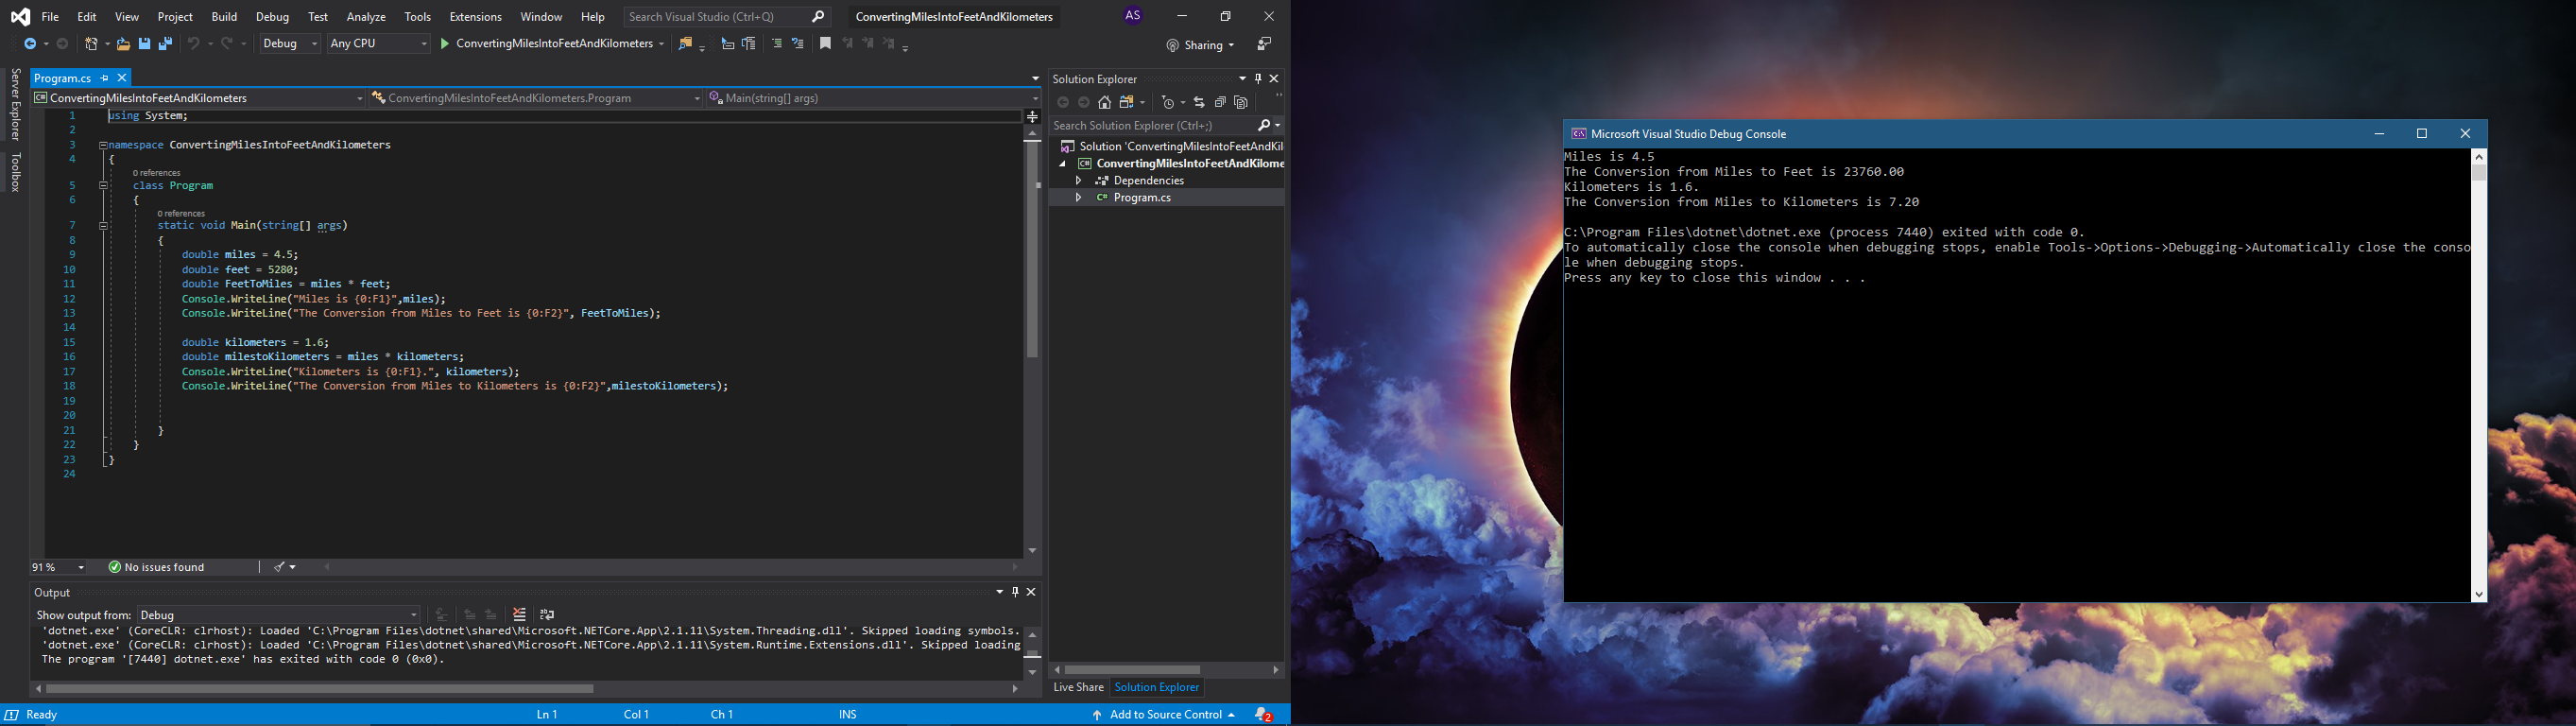 File Edit View Project Build Debug Test Analyze Tools Extensions Window Help Search Visual Studio (Ctrl+Q) ConvertingMilesIntoFeetAndKilometers AS
Debug Any CPU ConvertingMilesIntoFeetAndKilometers Sharing
Server Explorer
Toolbox
Program.cs
ConvertingMilesIntoFeetAndKilometers ConvertingMilesIntoFeetAndKilometers.Program Main(string[] args)
1 using System;
2
3 namespace ConvertingMilesIntoFeetAndKilometers
4 {
0 references
5 class Program
6 {
0 references
7 static void Main(string[] args)
8 {
9 double miles = 4.5;
10 double feet = 5280;
11 double FeetToMiles = miles * feet;
12 Console.WriteLine("Miles is {0:F1}",miles);
13 Console.WriteLine("The Conversion from Miles to Feet is {0:F2}", FeetToMiles);
14
15 double kilometers = 1.6;
16 double milestoKilometers = miles * kilometers;
17 Console.WriteLine("Kilometers is {0:F1}.", kilometers);
18 Console.WriteLine("The Conversion from Miles to Kilometers is {0:F2}",milestoKilometers);
19
20
21 }
22 }
23 }
24
91 % No issues found
Output
Show output from: Debug
'dotnet.exe' (CoreCLR: clrhost): Loaded 'C:\Program Files\dotnet\shared\Microsoft.NETCore.App\2.1.11\System.Threading.dll'. Skipped loading symbols.
'dotnet.exe' (CoreCLR: clrhost): Loaded 'C:\Program Files\dotnet\shared\Microsoft.NETCore.App\2.1.11\System.Runtime.Extensions.dll'. Skipped loading
The program '[7440] dotnet.exe' has exited with code 0 (0x0).
Solution Explorer
Search Solution Explorer (Ctrl+;)
Solution 'ConvertingMilesIntoFeetAndKil
C# ConvertingMilesIntoFeetAndKilome
Dependencies
C# Program.cs
Live Share Solution Explorer
Ready Ln 1 Col 1 Ch 1 INS Add to Source Control 2
Microsoft Visual Studio Debug Console
Miles is 4.5
The Conversion from Miles to Feet is 23760.00
Kilometers is 1.6.
The Conversion from Miles to Kilometers is 7.20
C:\Program Files\dotnet\dotnet.exe (process 7440) exited with code 0.
To automatically close the console when debugging stops, enable Tools->Options->Debugging->Automatically close the conso
le when debugging stops.
Press any key to close this window . . .